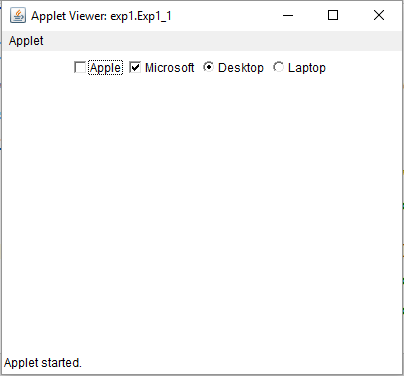 Applet Viewer: exp1.Exp1_1
Applet
Apple Microsoft Desktop Laptop
Applet started.